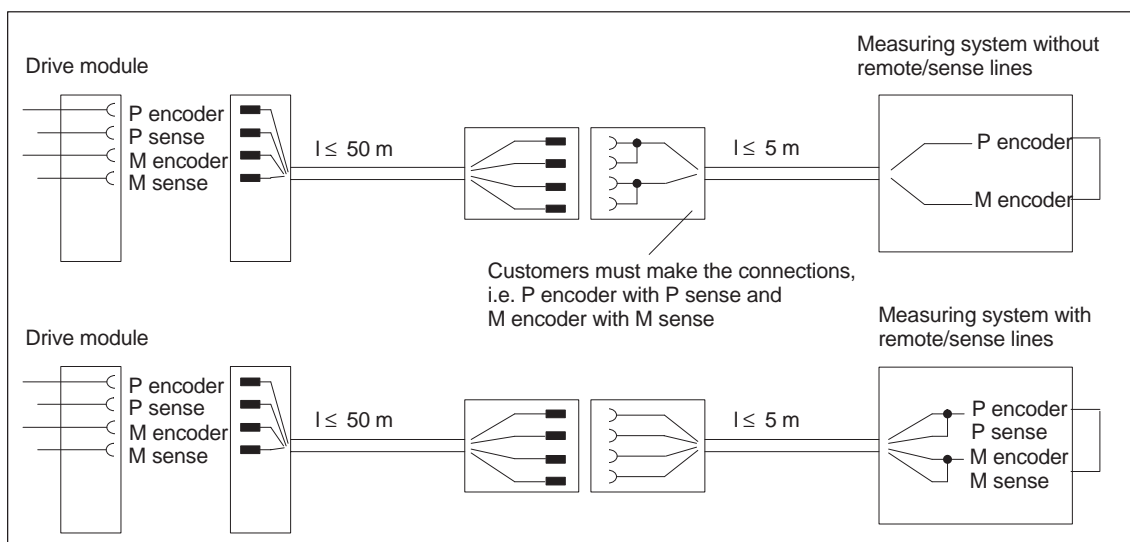 Drive module
Measuring system without
remote/sense lines
P encoder
P sense
M encoder
M sense
l ≤ 50 m
l ≤ 5 m
P encoder
M encoder
Customers must make the connections,
i.e. P encoder with P sense and
M encoder with M sense
Drive module
Measuring system with
remote/sense lines
P encoder
P sense
M encoder
M sense
l ≤ 50 m
l ≤ 5 m
P encoder
P sense
M encoder
M sense